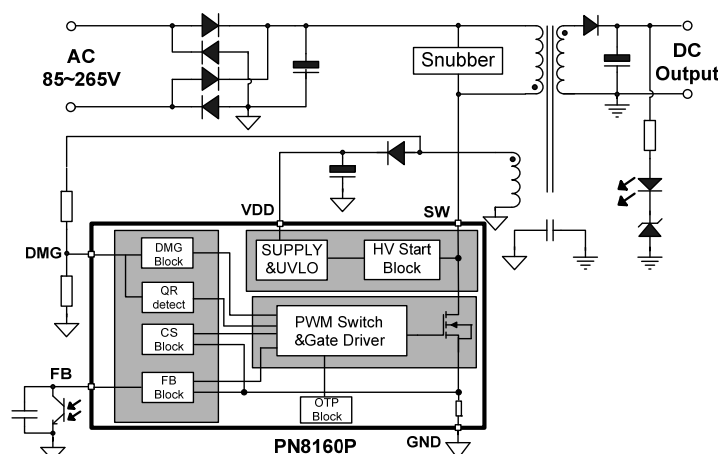 AC
85~265V
Snubber
DC
Output
VDD
SW
DMG
DMG
Block
QR
detect
CS
Block
FB
FB
Block
SUPPLY
&UVLO
HV Start
Block
PWM Switch
&Gate Driver
OTP
Block
GND
PN8160P